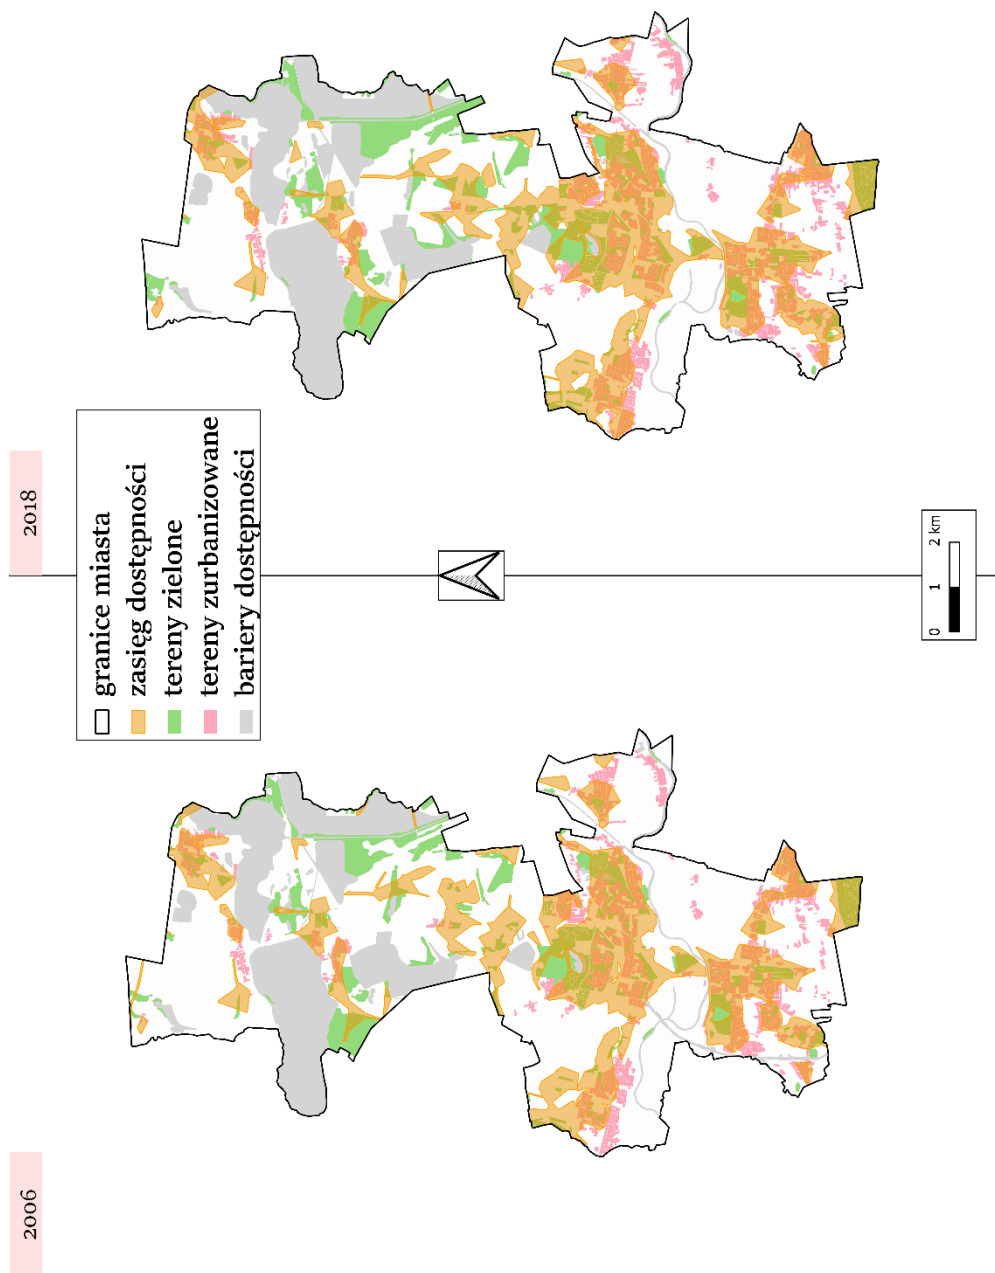 2006
2018
granice miasta
zasięg dostępności
tereny zielone
tereny zurbanizowane
bariery dostępności
0 1 2 km